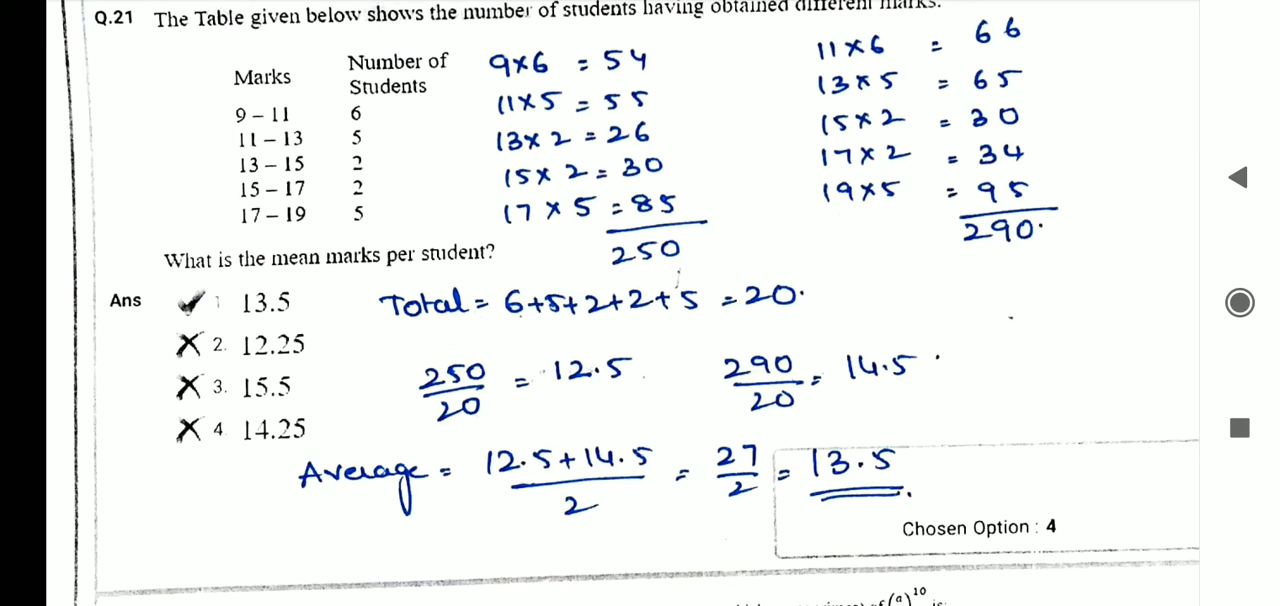 Q.21 The Table given below shows the number of students having obtained different marks.
Marks Number of Students
9 – 11 6
11 – 13 5
13 – 15 2
15 – 17 2
17 – 19 5
9×6 = 54
11×5 = 55
13×2 = 26
15×2 = 30
17×5 = 85
250
11×6 = 66
13×5 = 65
15×2 = 30
17×2 = 34
19×5 = 95
290.
What is the mean marks per student?
Ans 1 13.5
2. 12.25
3. 15.5
4 14.25
Total = 6+5+2+2+5 = 20.
250/20 = 12.5
290/20 = 14.5
Average = 12.5+14.5/2 = 27/2 = 13.5.
Chosen Option : 4
(a)10